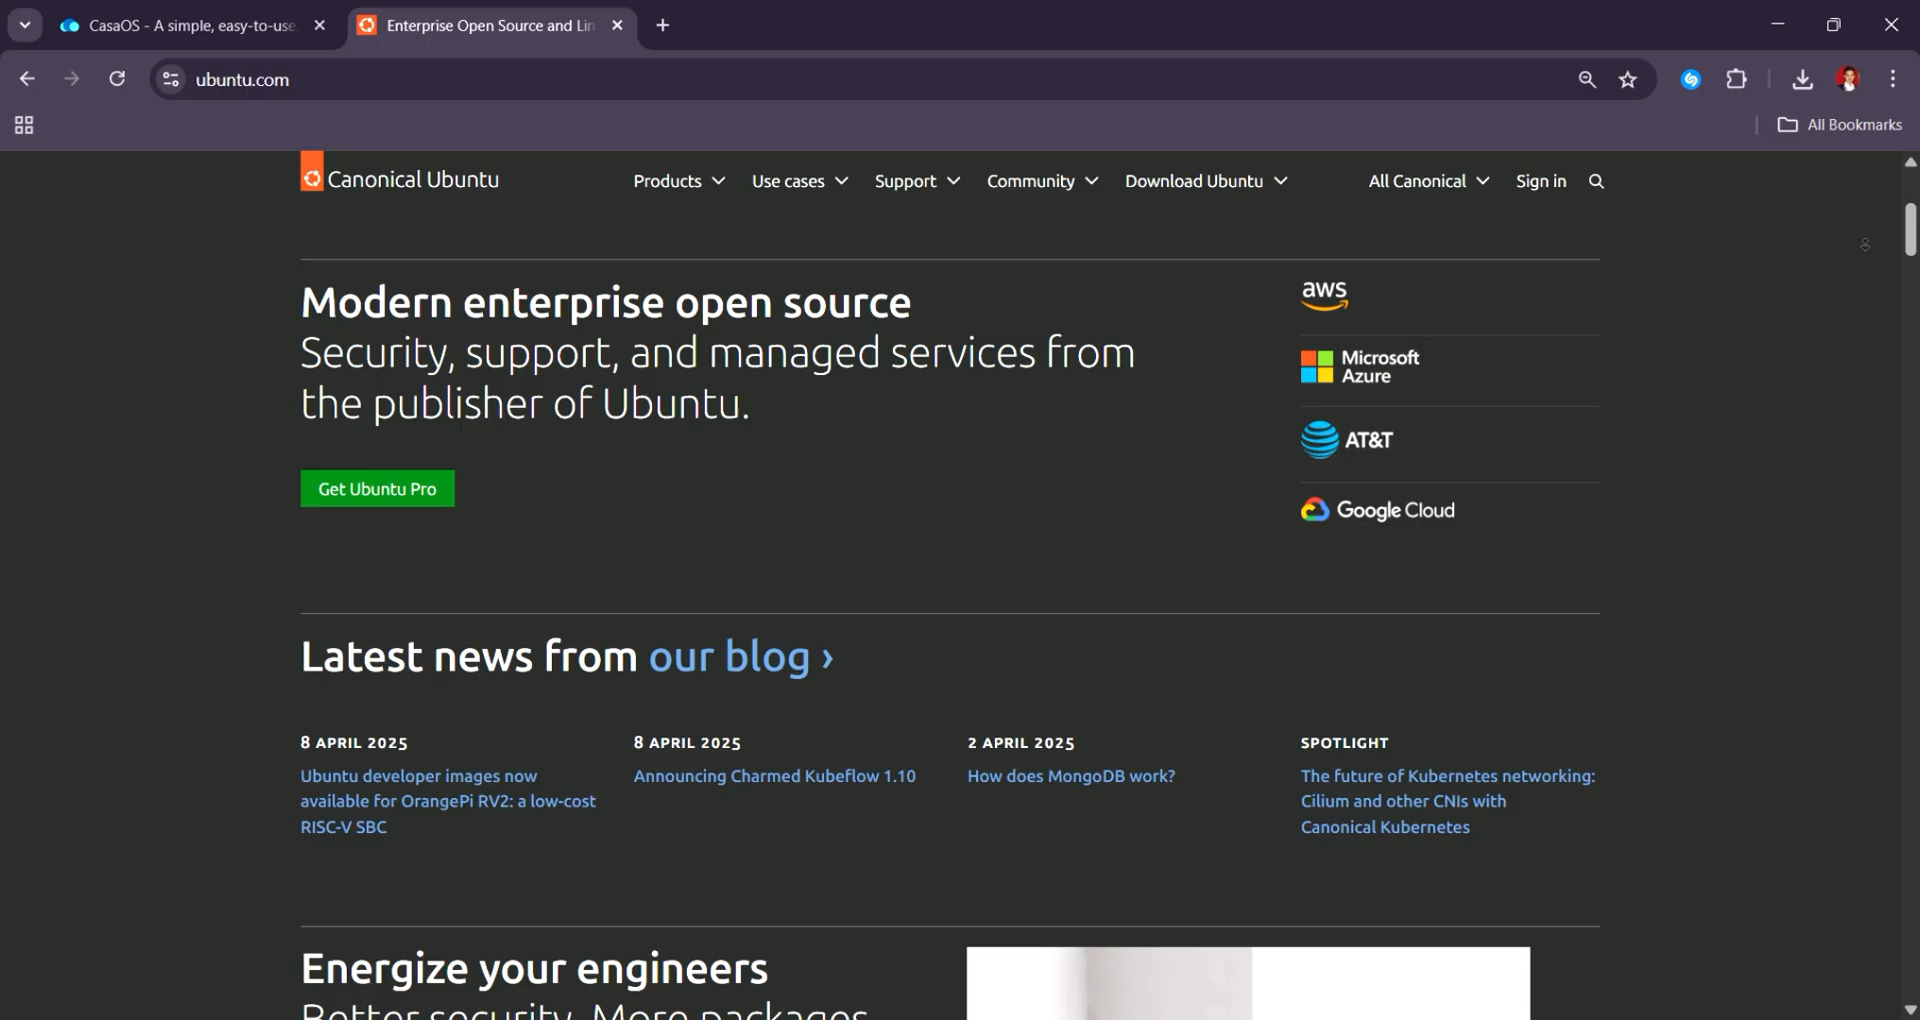 CasaOS - A simple, easy-to-use,
Enterprise Open Source and Lin
ubuntu.com
All Bookmarks
Canonical Ubuntu
Products
Use cases
Support
Community
Download Ubuntu
All Canonical
Sign in
Modern enterprise open source
Security, support, and managed services from
the publisher of Ubuntu.
Get Ubuntu Pro
aws
Microsoft
Azure
AT&T
Google Cloud
Latest news from our blog ›
8 APRIL 2025
Ubuntu developer images now
available for OrangePi RV2: a low-cost
RISC-V SBC
8 APRIL 2025
Announcing Charmed Kubeflow 1.10
2 APRIL 2025
How does MongoDB work?
SPOTLIGHT
The future of Kubernetes networking:
Cilium and other CNIs with
Canonical Kubernetes
Energize your engineers
Better security. More packages.